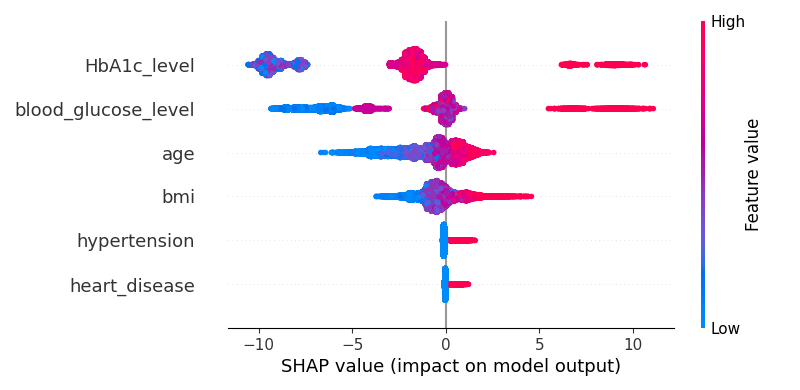 High
HbA1c_level
blood_glucose_level
age
bmi
hypertension
heart_disease
Feature value
Low
−10 −5 0 5 10
SHAP value (impact on model output)